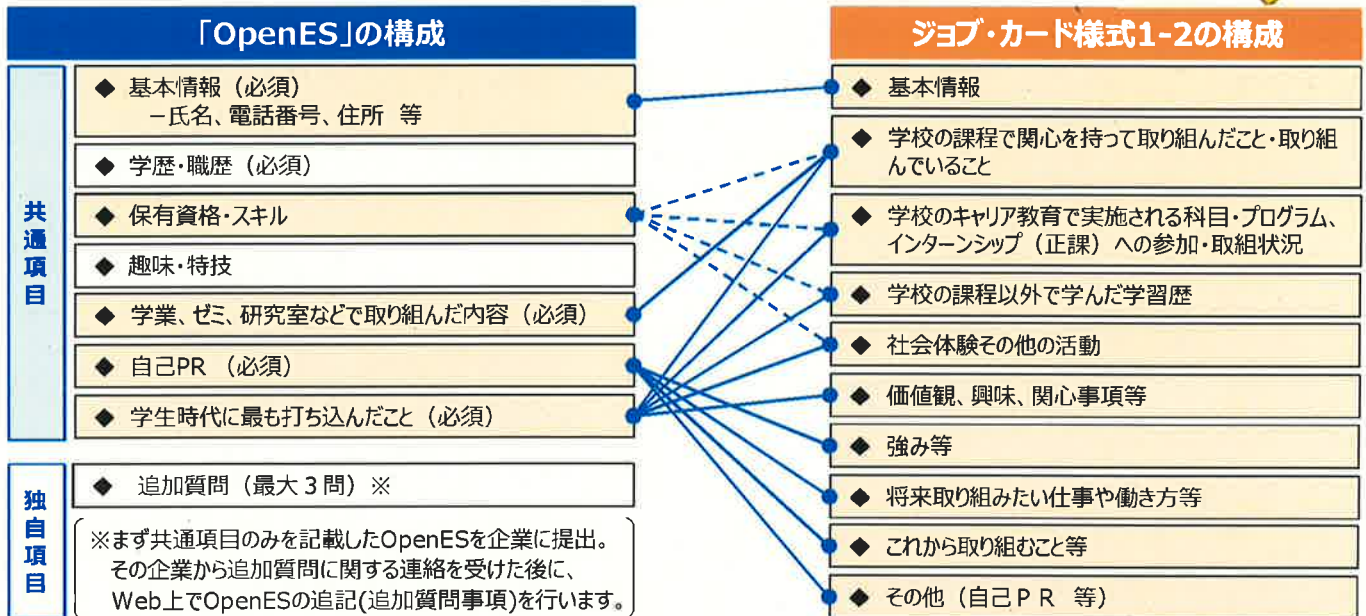 「OpenES」の構成
共通項目
◆ 基本情報（必須）
－氏名、電話番号、住所 等
◆ 学歴・職歴（必須）
◆ 保有資格・スキル
◆ 趣味・特技
◆ 学業、ゼミ、研究室などで取り組んだ内容（必須）
◆ 自己PR （必須）
◆ 学生時代に最も打ち込んだこと（必須）
独自項目
◆ 追加質問（最大３問）※
※まず共通項目のみを記載したOpenESを企業に提出。
その企業から追加質問に関する連絡を受けた後に、
Web上でOpenESの追記(追加質問事項)を行います。
ジョブ・カード様式1-2の構成
◆ 基本情報
◆ 学校の課程で関心を持って取り組んだこと・取り組
んでいること
◆ 学校のキャリア教育で実施される科目・プログラム、
インターンシップ（正課）への参加・取組状況
◆ 学校の課程以外で学んだ学習歴
◆ 社会体験その他の活動
◆ 価値観、興味、関心事項等
◆ 強み等
◆ 将来取り組みたい仕事や働き方等
◆ これから取り組むこと等
◆ その他（自己ＰＲ 等）